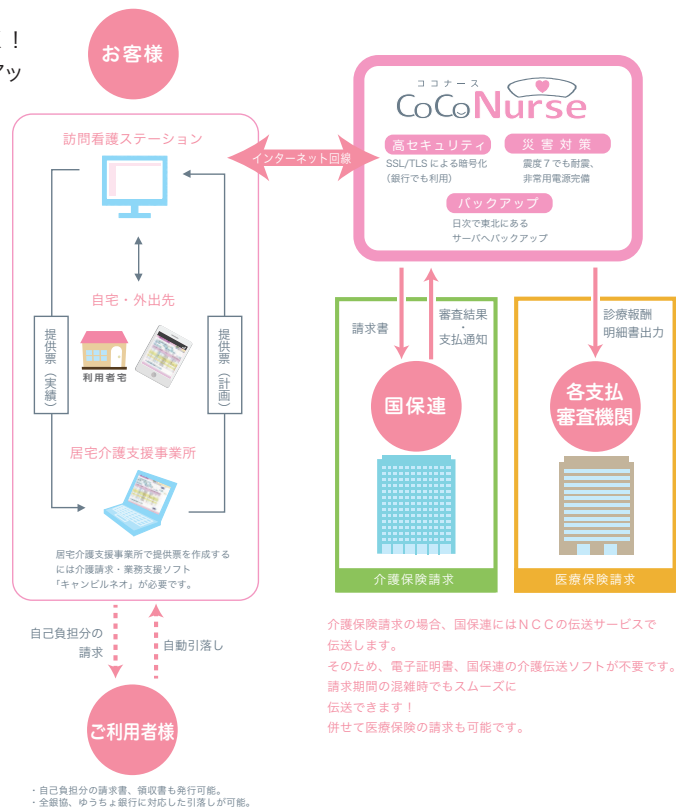 ！
アッ
お客様
訪問看護ステーション
自宅・外出先
利用者宅
提供票（実績）
提供票（計画）
居宅介護支援事業所
居宅介護支援事業所で提供票を作成する
には介護請求・業務支援ソフト
「キャンビルネオ」が必要です。
インターネット回線
ココナース
CoCoNurse
高セキュリティ
SSL/TLS による暗号化
（銀行でも利用）
災害対策
震度７でも耐震、
非常用電源完備
バックアップ
日次で東北にある
サーバへバックアップ
請求書
審査結果
・
支払通知
国保連
介護保険請求
診療報酬
明細書出力
各支払
審査機関
医療保険請求
自己負担分の
請求
自動引落し
ご利用者様
・自己負担分の請求書、領収書も発行可能。
・全銀協、ゆうちょ銀行に対応した引落しが可能。
介護保険請求の場合、国保連にはＮＣＣの伝送サービスで
伝送します。
そのため、電子証明書、国保連の介護伝送ソフトが不要です。
請求期間の混雑時でもスムーズに
伝送できます！
併せて医療保険の請求も可能です。